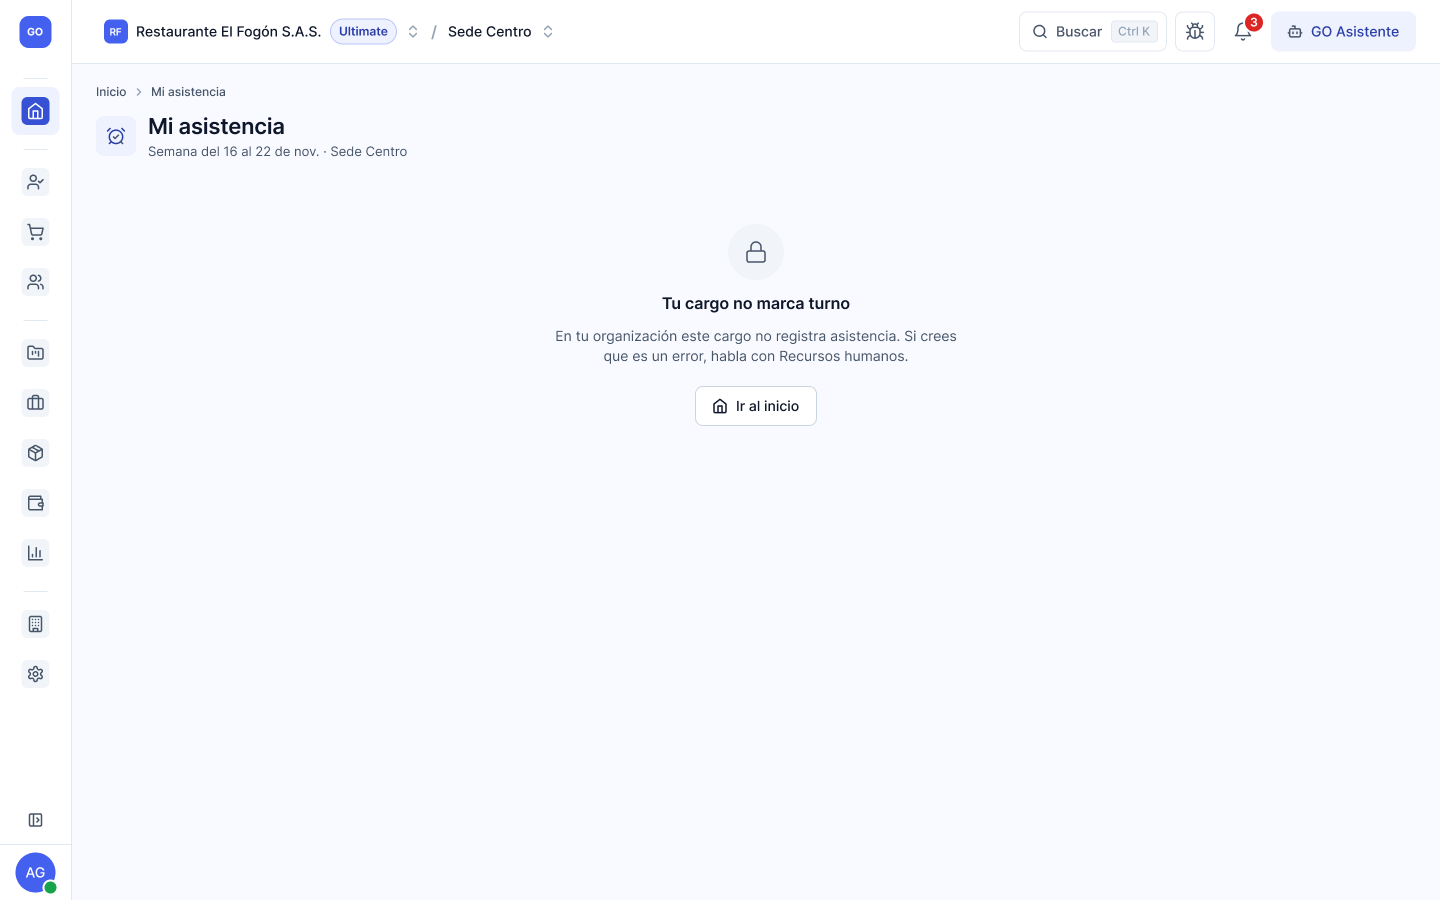 GO
RF
Restaurante El Fogón S.A.S.
Ultimate
/
Sede Centro
Buscar
Ctrl K
3
GO Asistente
Inicio
Mi asistencia
Mi asistencia
Semana del 16 al 22 de nov. · Sede Centro
Tu cargo no marca turno
En tu organización este cargo no registra asistencia. Si crees
que es un error, habla con Recursos humanos.
Ir al inicio
AG